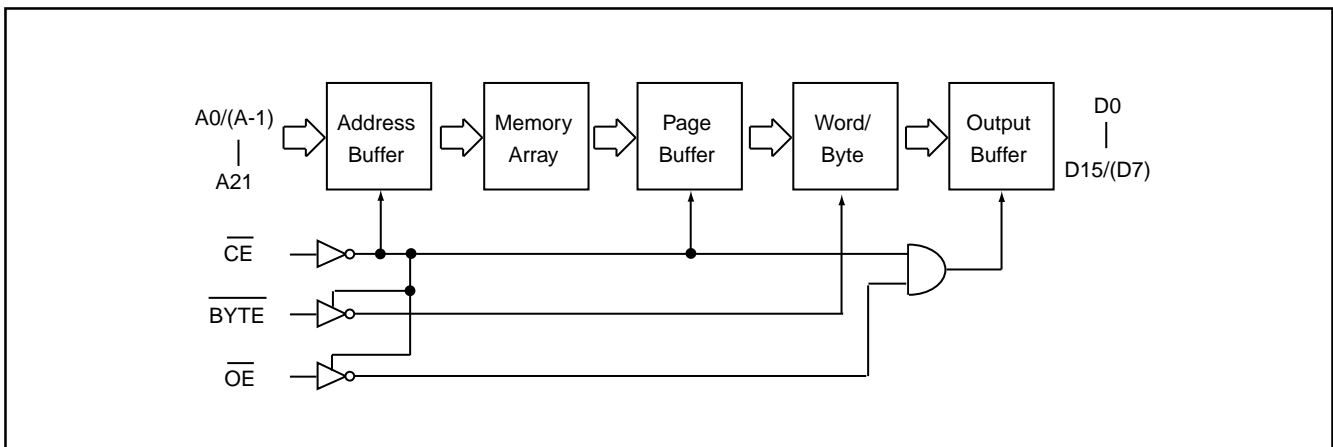 A0/(A-1)
A21
Address
Buffer
Memory
Array
Page
Buffer
Word/
Byte
Output
Buffer
D0
D15/(D7)
CE
BYTE
OE